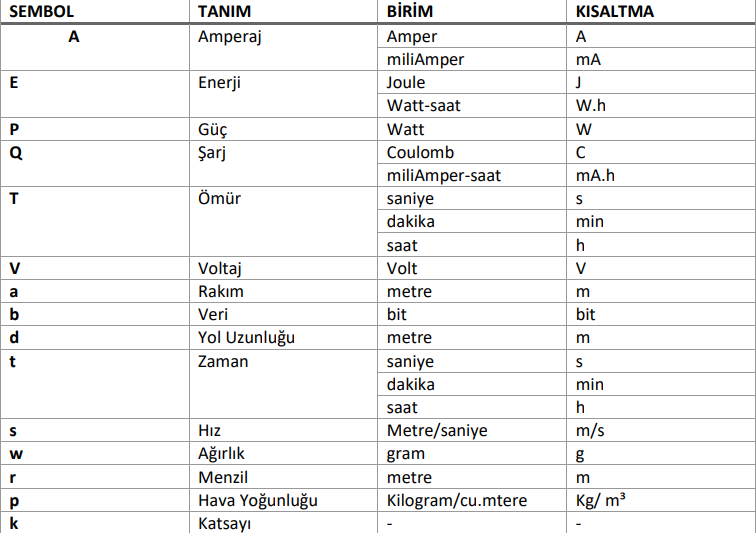 SEMBOL TANIM BİRİM KISALTMA
A Amperaj Amper A
miliAmper mA
E Enerji Joule J
Watt-saat W.h
P Güç Watt W
Q Şarj Coulomb C
miliAmper-saat mA.h
T Ömür saniye s
dakika min
saat h
V Voltaj Volt V
a Rakım metre m
b Veri bit bit
d Yol Uzunluğu metre m
t Zaman saniye s
dakika min
saat h
s Hız Metre/saniye m/s
w Ağırlık gram g
r Menzil metre m
p Hava Yoğunluğu Kilogram/cu.mtere Kg/ m³
k Katsayı - -